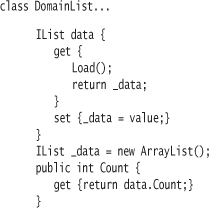 class DomainList...
IList data {
get {
Load();
return _data;
}
set {_data = value;}
}
IList _data = new ArrayList();
public int Count {
get {return data.Count;}
}